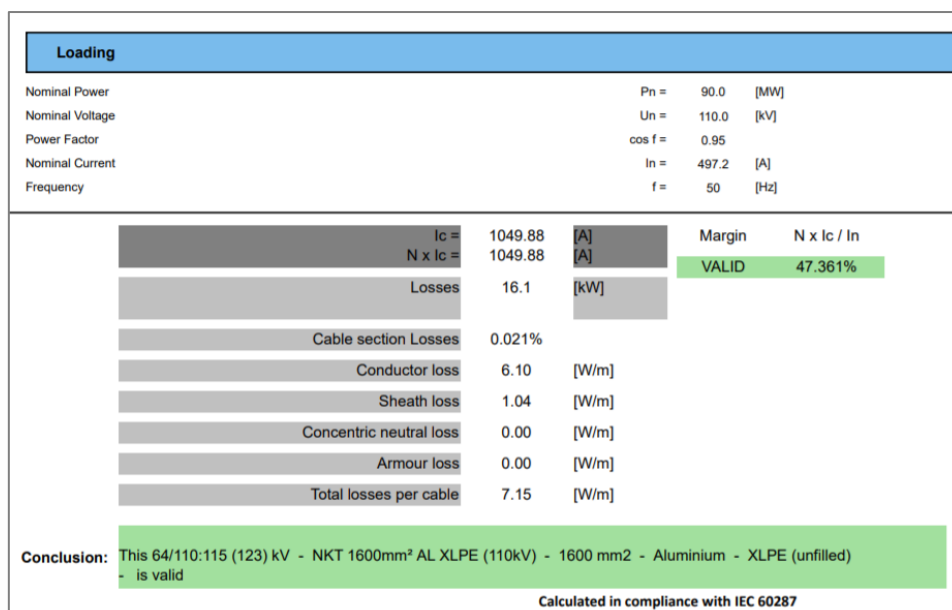 Loading
Nominal Power Pn = 90.0 [MW]
Nominal Voltage Un = 110.0 [kV]
Power Factor cos f = 0.95
Nominal Current In = 497.2 [A]
Frequency f = 50 [Hz]
Ic = 1049.88 [A] Margin N x Ic / In
N x Ic = 1049.88 [A]
VALID 47.361%
Losses 16.1 [kW]
Cable section Losses 0.021%
Conductor loss 6.10 [W/m]
Sheath loss 1.04 [W/m]
Concentric neutral loss 0.00 [W/m]
Armour loss 0.00 [W/m]
Total losses per cable 7.15 [W/m]
Conclusion: This 64/110:115 (123) kV - NKT 1600mm² AL XLPE (110kV) - 1600 mm2 - Aluminium - XLPE (unfilled)
- is valid
Calculated in compliance with IEC 60287